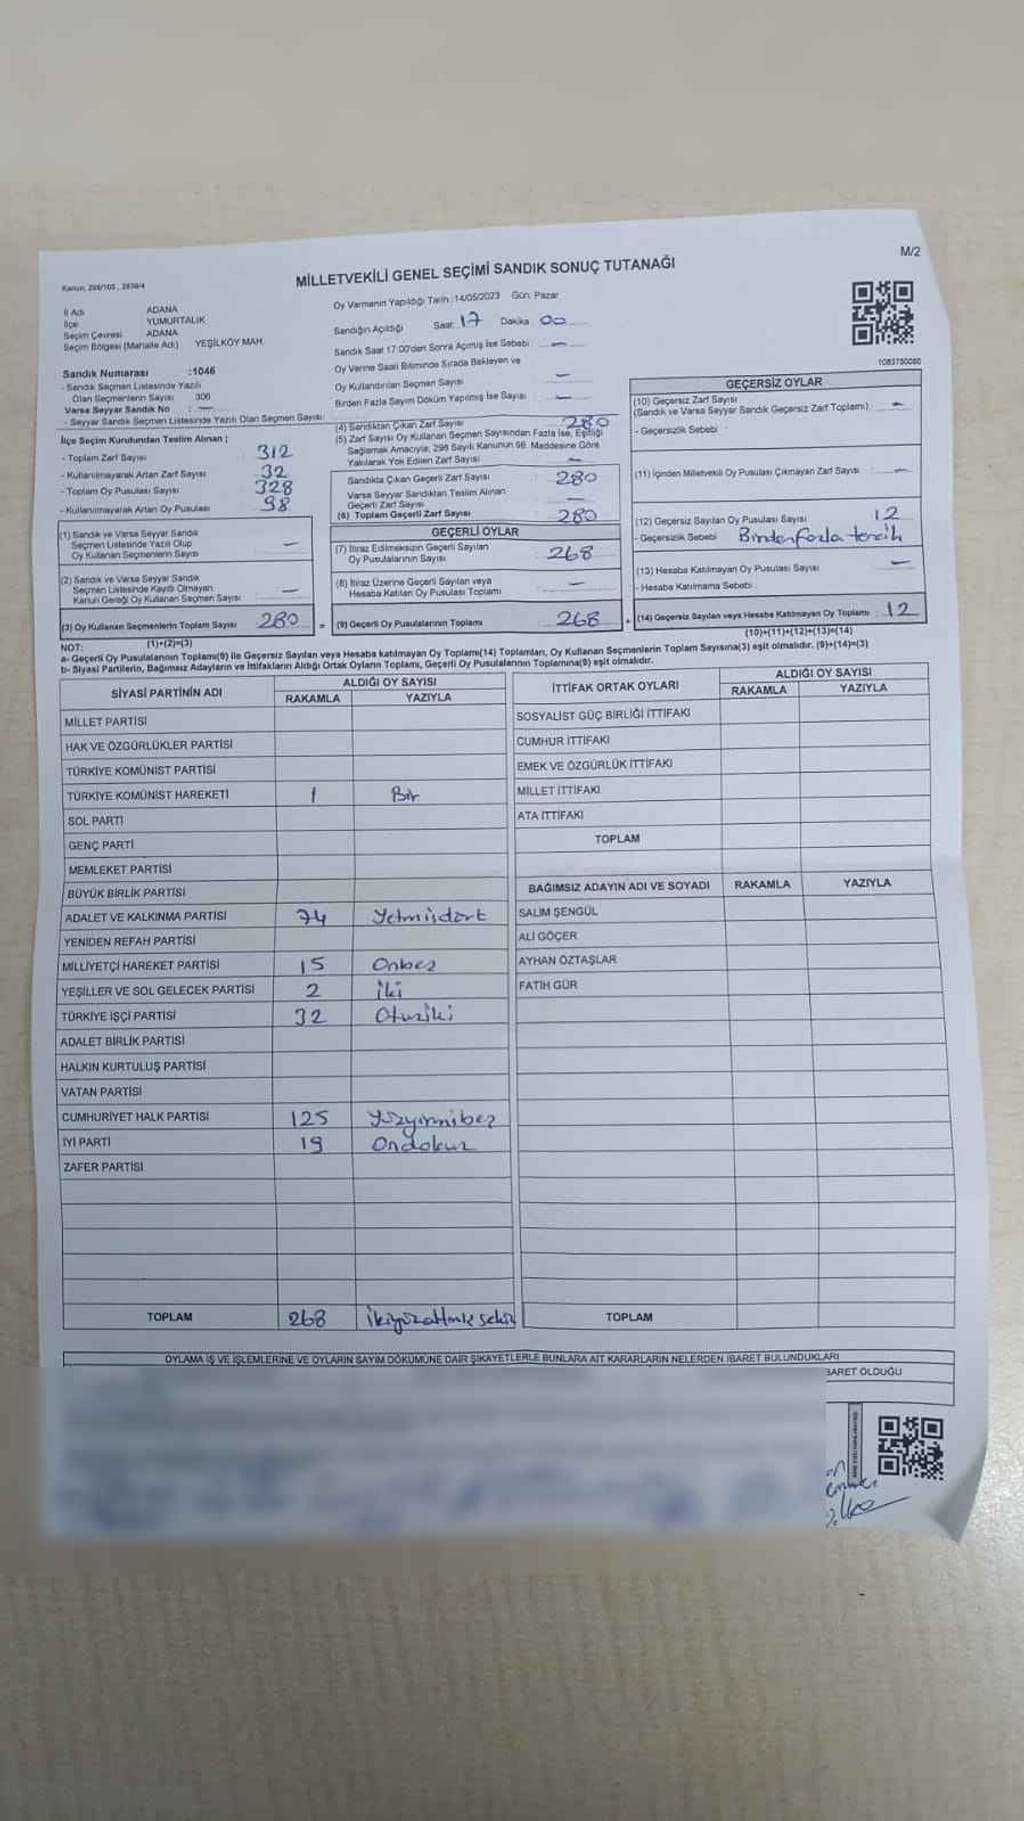 M/2
MİLLETVEKİLİ GENEL SEÇİMİ SANDIK SONUÇ TUTANAĞI
Kanun: 298/105 , 2839/4
Oy Varmanın Yapıldığı Tarih :14/05/2023 Gün: Pazar
İl Adı ADANA
İlçe YUMURTALIK
Seçim Çevresi ADANA
Seçim Bölgesi (Mahalle Adı) YEŞİLKÖY MAH.
Sandığın Açıldığı Saat: 17 Dakika 00
Sandık Saat 17:00'den Sonra Açımış İse Sebebi —
Oy Verme Saati Bitiminde Sırada Bekleyen ve
Oy Kullandırılan Seçmen Sayısı —
Birden Fazla Sayım Döküm Yapılmış İse Sayısı —
1083750060
Sandık Numarası :1046
- Sandık Seçmen Listesinde Yazılı
Olan Seçmenlerin Sayısı 306
Varsa Seyyar Sandık No : —
- Seyyar Sandık Seçmen Listesinde Yazılı Olan Seçmen Sayısı:
İlçe Seçim Kurulundan Teslim Alınan ;
- Toplam Zarf Sayısı 312
- Kullanılmayarak Artan Zarf Sayısı 32
- Toplam Oy Pusulası Sayısı 328
- Kullanılmayarak Artan Oy Pusulası 98
(1) Sandık ve Varsa Seyyar Sandık
Seçmen Listesinde Yazılı Olup
Oy Kullanan Seçmenlerin Sayısı —
(2) Sandık ve Varsa Seyyar Sandık
Seçmen Listesinde Kayıtlı Olmayan
Kanun Gereği Oy Kullanan Seçmen Sayısı —
(3) Oy Kullanan Seçmenlerin Toplam Sayısı 280 =
(1)+(2)=(3)
(4) Sandıktan Çıkan Zarf Sayısı 280
(5) Zarf Sayısı Oy Kullanan Seçmen Sayısından Fazla İse, Eşitliği
Sağlamak Amacıyla; 298 Sayılı Kanunun 98. Maddesine Göre
Yakılarak Yok Edilen Zarf Sayısı —
Sandıkta Çıkan Geçerli Zarf Sayısı 280
Varsa Seyyar Sandıktan Teslim Alınan
Geçerli Zarf Sayısı —
(6) Toplam Geçerli Zarf Sayısı 280
GEÇERLİ OYLAR
(7) İtiraz Edilmeksizin Geçerli Sayılan
Oy Pusulalarının Sayısı 268
(8) İtiraz Üzerine Geçerli Sayılan veya
Hesaba Katılan Oy Pusulası Toplamı —
(9) Geçerli Oy Pusulalarının Toplamı 268 +
GEÇERSİZ OYLAR
(10) Geçersiz Zarf Sayısı
(Sandık ve Varsa Seyyar Sandık Geçersiz Zarf Toplamı) —
- Geçersizlik Sebebi
(11) İçinden Milletvekili Oy Pusulası Çıkmayan Zarf Sayısı —
(12) Geçersiz Sayılan Oy Pusulası Sayısı 12
- Geçersizlik Sebebi Birden fazla tercih
(13) Hesaba Katılmayan Oy Pusulası Sayısı —
- Hesaba Katılmama Sebebi
(14) Geçersiz Sayılan veya Hesaba Katılmayan Oy Toplamı : 12
(10)+(11)+(12)+(13)=(14)
NOT:
a- Geçerli Oy Pusulalarının Toplamı(9) ile Geçersiz Sayılan veya Hesaba katılmayan Oy Toplamı(14) Toplamları, Oy Kullanan Seçmenlerin Toplam Sayısına(3) eşit olmalıdır. (9)+(14)=(3)
b- Siyasi Partilerin, Bağımsız Adayların ve İttifakların Aldığı Ortak Oyların Toplamı, Geçerli Oy Pusulalarının Toplamına(9) eşit olmalıdır.
SİYASİ PARTİNİN ADI ALDIĞI OY SAYISI
RAKAMLA YAZIYLA
MİLLET PARTİSİ
HAK VE ÖZGÜRLÜKLER PARTİSİ
TÜRKİYE KOMÜNİST PARTİSİ
TÜRKİYE KOMÜNİST HAREKETİ 1 Bir
SOL PARTİ
GENÇ PARTİ
MEMLEKET PARTİSİ
BÜYÜK BİRLİK PARTİSİ
ADALET VE KALKINMA PARTİSİ 74 Yetmişdört
YENİDEN REFAH PARTİSİ
MİLLİYETÇİ HAREKET PARTİSİ 15 Onbeş
YEŞİLLER VE SOL GELECEK PARTİSİ 2 İki
TÜRKİYE İŞÇİ PARTİSİ 32 Otuziki
ADALET BİRLİK PARTİSİ
HALKIN KURTULUŞ PARTİSİ
VATAN PARTİSİ
CUMHURİYET HALK PARTİSİ 125 Yüzyirmibeş
İYİ PARTİ 19 Ondokuz
ZAFER PARTİSİ
TOPLAM 268 İkiyüzaltmışsekiz
İTTİFAK ORTAK OYLARI ALDIĞI OY SAYISI
RAKAMLA YAZIYLA
SOSYALİST GÜÇ BİRLİĞİ İTTİFAKI
CUMHUR İTTİFAKI
EMEK VE ÖZGÜRLÜK İTTİFAKI
MİLLET İTTİFAKI
ATA İTTİFAKI
TOPLAM
BAĞIMSIZ ADAYIN ADI VE SOYADI RAKAMLA YAZIYLA
SALİM ŞENGÜL
ALİ GÖÇER
AYHAN ÖZTAŞLAR
FATİH GÜR
TOPLAM
OYLAMA İŞ VE İŞLEMLERİNE VE OYLARIN SAYIM DÖKÜMÜNE DAİR ŞİKAYETLERLE BUNLARA AİT KARARLARIN NELERDEN İBARET BULUNDUKLARI
BARET OLDUĞU